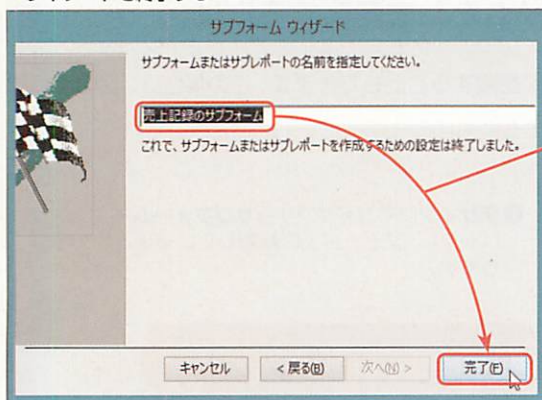 サブフォーム ウィザード
サブフォームまたはサブレポートの名前を指定してください。
売上記録のサブフォーム
これで、サブフォームまたはサブレポートを作成するための設定は終了しました。
キャンセル
< 戻る(B)
次へ(N) >
完了(F)